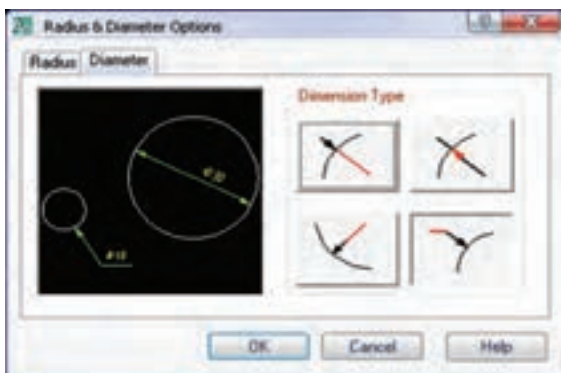 Radius & Diameter Options
Radius
Diameter
Dimension Type
OK
Cancel
Help